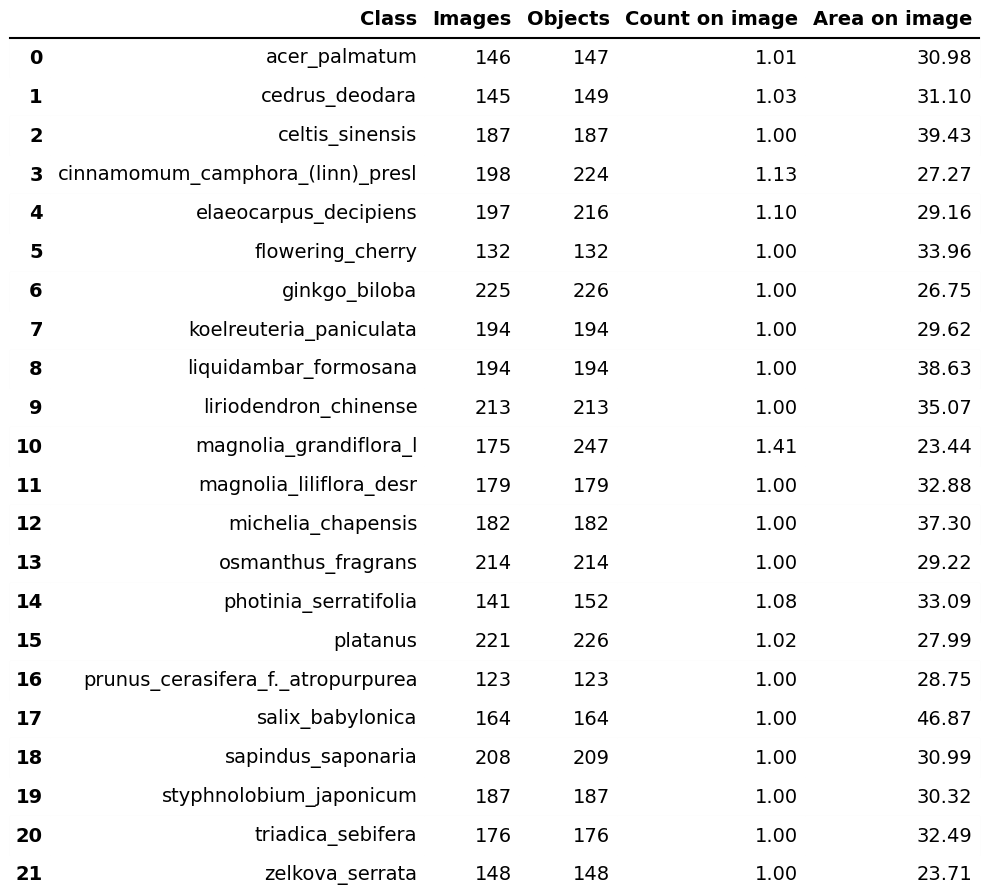 Class Images Objects Count on image Area on image
0 acer_palmatum 146 147 1.01 30.98
1 cedrus_deodara 145 149 1.03 31.10
2 celtis_sinensis 187 187 1.00 39.43
3 cinnamomum_camphora_(linn)_presl 198 224 1.13 27.27
4 elaeocarpus_decipiens 197 216 1.10 29.16
5 flowering_cherry 132 132 1.00 33.96
6 ginkgo_biloba 225 226 1.00 26.75
7 koelreuteria_paniculata 194 194 1.00 29.62
8 liquidambar_formosana 194 194 1.00 38.63
9 liriodendron_chinense 213 213 1.00 35.07
10 magnolia_grandiflora_l 175 247 1.41 23.44
11 magnolia_liliflora_desr 179 179 1.00 32.88
12 michelia_chapensis 182 182 1.00 37.30
13 osmanthus_fragrans 214 214 1.00 29.22
14 photinia_serratifolia 141 152 1.08 33.09
15 platanus 221 226 1.02 27.99
16 prunus_cerasifera_f._atropurpurea 123 123 1.00 28.75
17 salix_babylonica 164 164 1.00 46.87
18 sapindus_saponaria 208 209 1.00 30.99
19 styphnolobium_japonicum 187 187 1.00 30.32
20 triadica_sebifera 176 176 1.00 32.49
21 zelkova_serrata 148 148 1.00 23.71